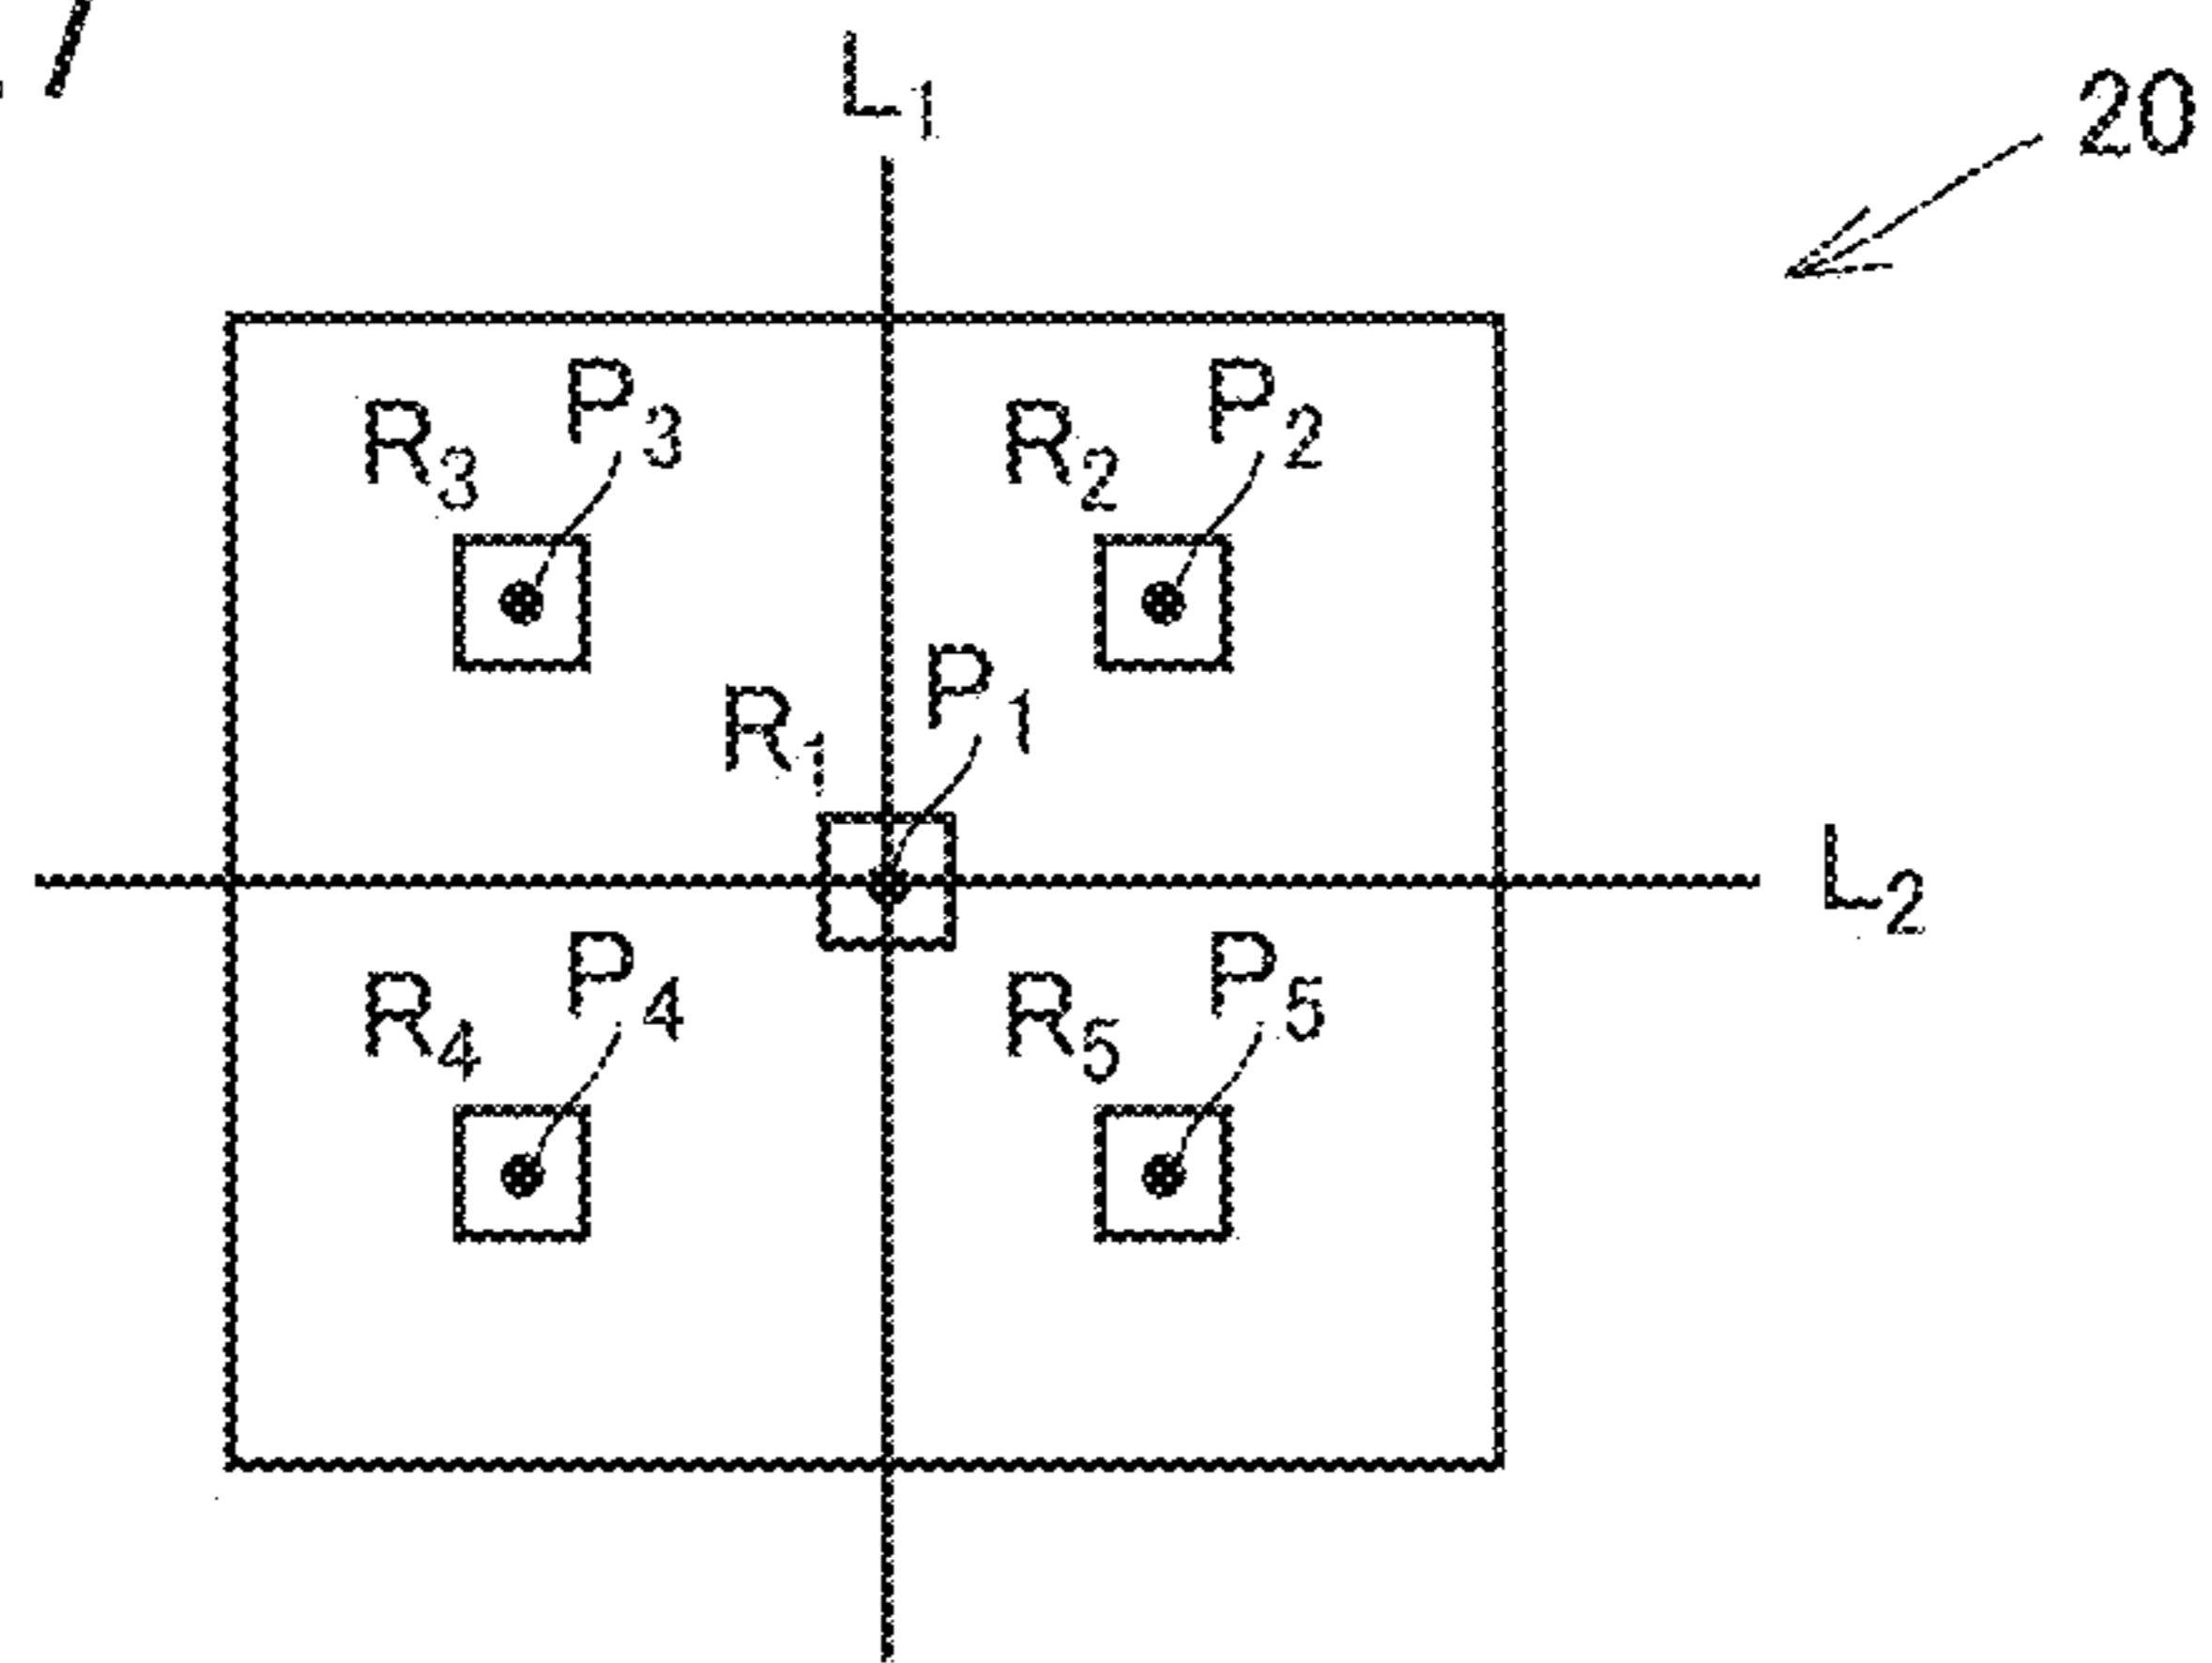 L₁
20
P₃
P₂
R₃
R₂
P₁
R₁
L₂
P₄
P₅
R₄
R₅